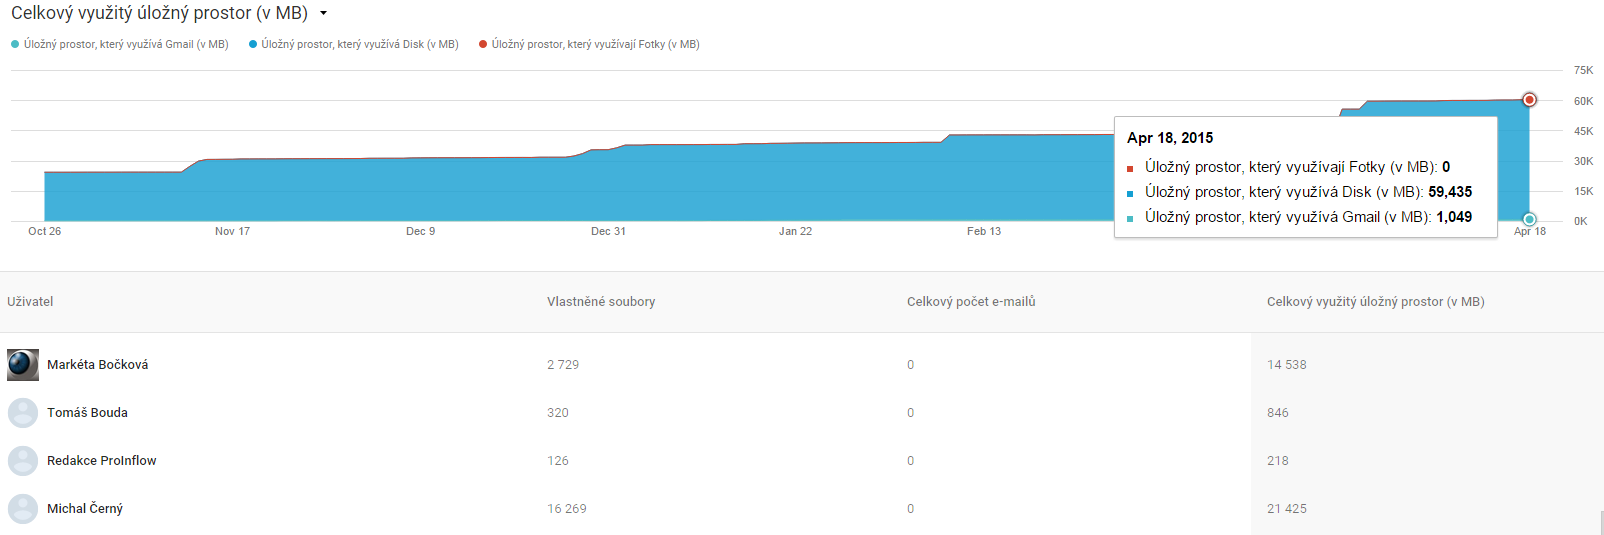 Celkový využitý úložný prostor (v MB)
Úložný prostor, který využívá Gmail (v MB) Úložný prostor, který využívá Disk (v MB) Úložný prostor, který využívají Fotky (v MB)
75K
60K
45K
30K
15K
0K
Apr 18, 2015
Úložný prostor, který využívají Fotky (v MB): 0
Úložný prostor, který využívá Disk (v MB): 59,435
Úložný prostor, který využívá Gmail (v MB): 1,049
Oct 26 Nov 17 Dec 9 Dec 31 Jan 22 Feb 13 Apr 18
Uživatel Vlastněné soubory Celkový počet e-mailů Celkový využitý úložný prostor (v MB)
Markéta Bočková 2 729 0 14 538
Tomáš Bouda 320 0 846
Redakce ProInflow 126 0 218
Michal Černý 16 269 0 21 425